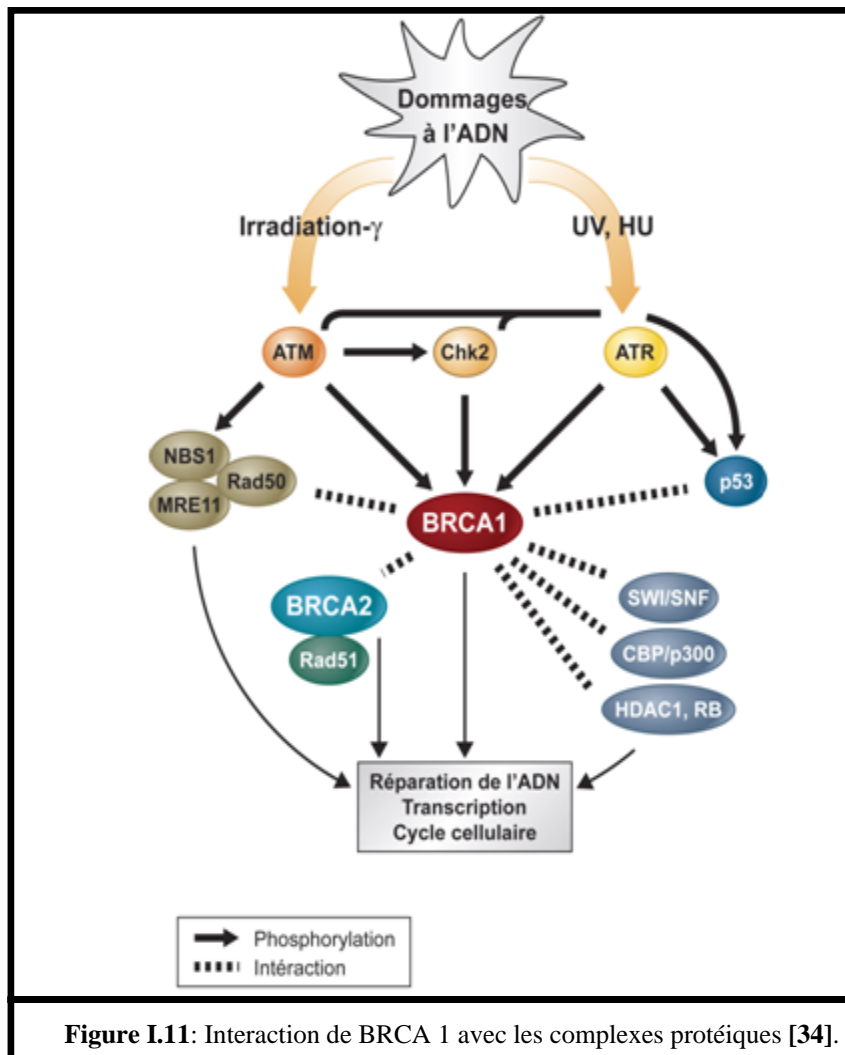 Dommages
à l'ADN
Irradiation-γ
UV, HU
ATM
Chk2
ATR
NBS1
Rad50
MRE11
p53
BRCA1
BRCA2
Rad51
SWI/SNF
CBP/p300
HDAC1, RB
Réparation de l'ADN
Transcription
Cycle cellulaire
Phosphorylation
Intéraction
Figure I.11: Interaction de BRCA 1 avec les complexes protéiques [34].